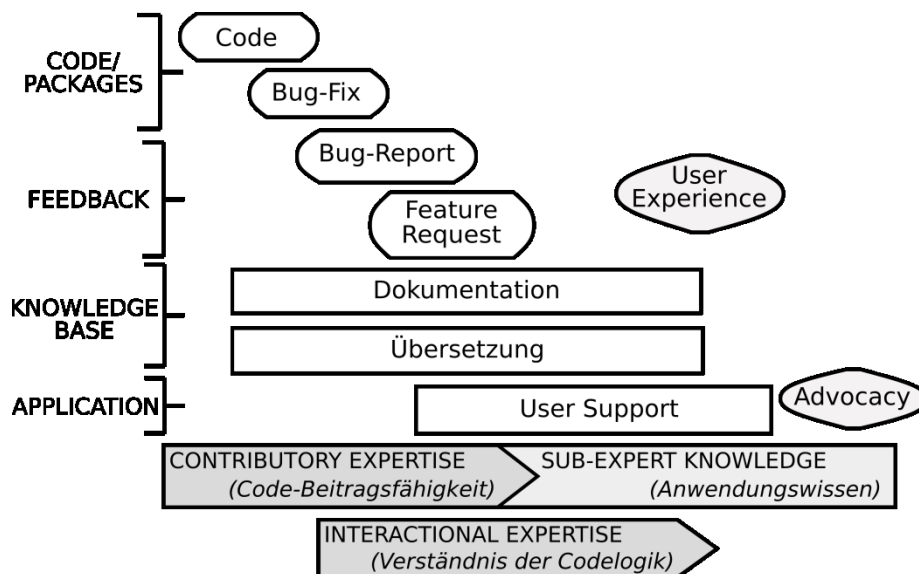 CODE/
PACKAGES
Code
Bug-Fix
FEEDBACK
Bug-Report
Feature
Request
User
Experience
KNOWLEDGE
BASE
Dokumentation
Übersetzung
APPLICATION
User Support
Advocacy
CONTRIBUTORY EXPERTISE
(Code-Beitragsfähigkeit)
SUB-EXPERT KNOWLEDGE
(Anwendungswissen)
INTERACTIONAL EXPERTISE
(Verständnis der Codelogik)